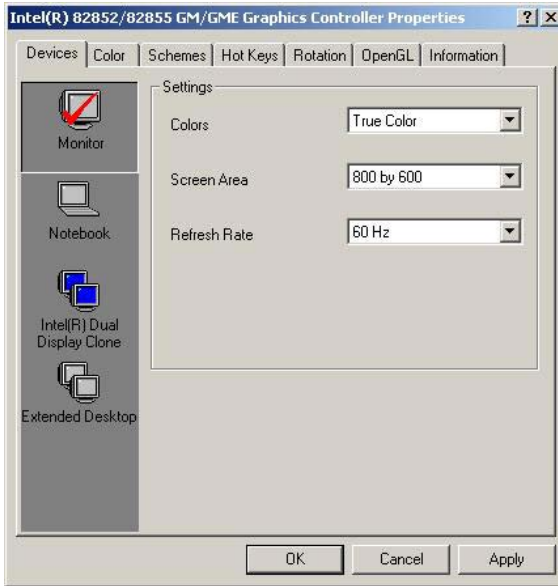 Intel(R) 82852/82855 GM/GME Graphics Controller Properties
Devices
Color
Schemes
Hot Keys
Rotation
OpenGL
Information
Monitor
Notebook
Intel(R) Dual
Display Clone
Extended Desktop
Settings
Colors
True Color
Screen Area
800 by 600
Refresh Rate
60 Hz
OK
Cancel
Apply